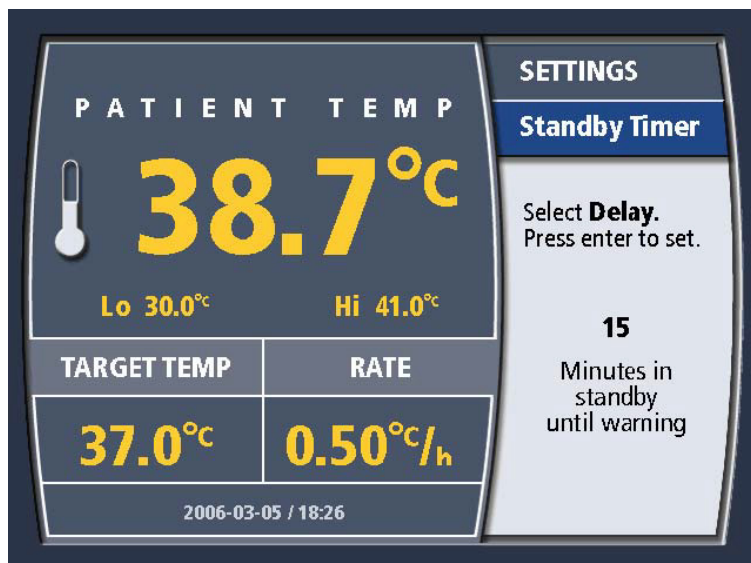 PATIENT TEMP
38.7°C
Lo 30.0°C Hi 41.0°C
TARGET TEMP RATE
37.0°C 0.50°C/h
2006-03-05 / 18:26
SETTINGS
Standby Timer
Select Delay.
Press enter to set.
15
Minutes in
standby
until warning